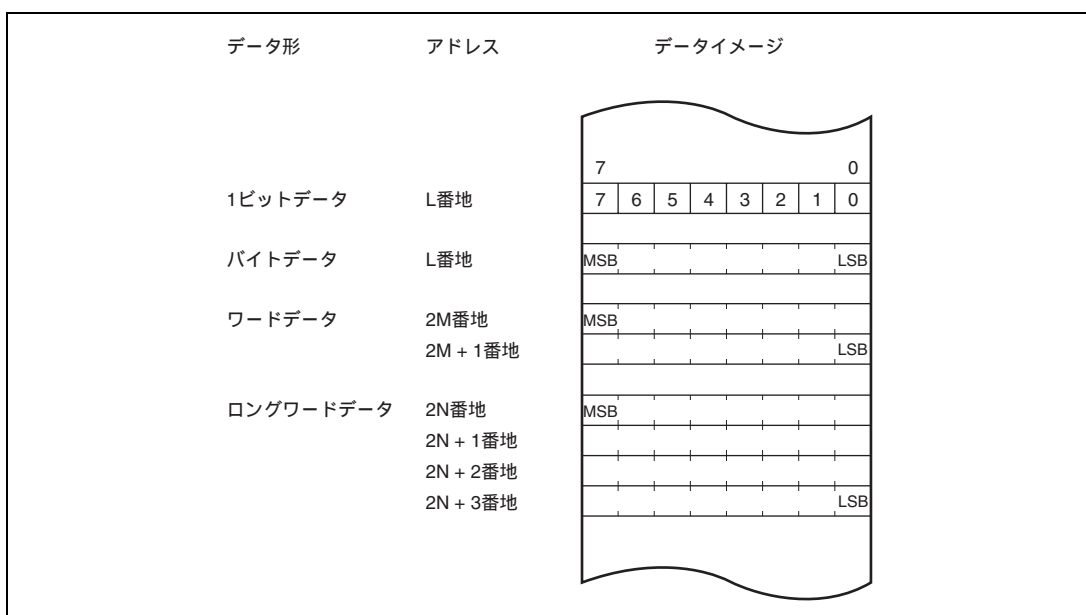 データ形 アドレス データイメージ
7 0
1ビットデータ L番地 7 6 5 4 3 2 1 0
バイトデータ L番地 MSB LSB
ワードデータ 2M番地 MSB
2M + 1番地 LSB
ロングワードデータ 2N番地 MSB
2N + 1番地
2N + 2番地
2N + 3番地 LSB